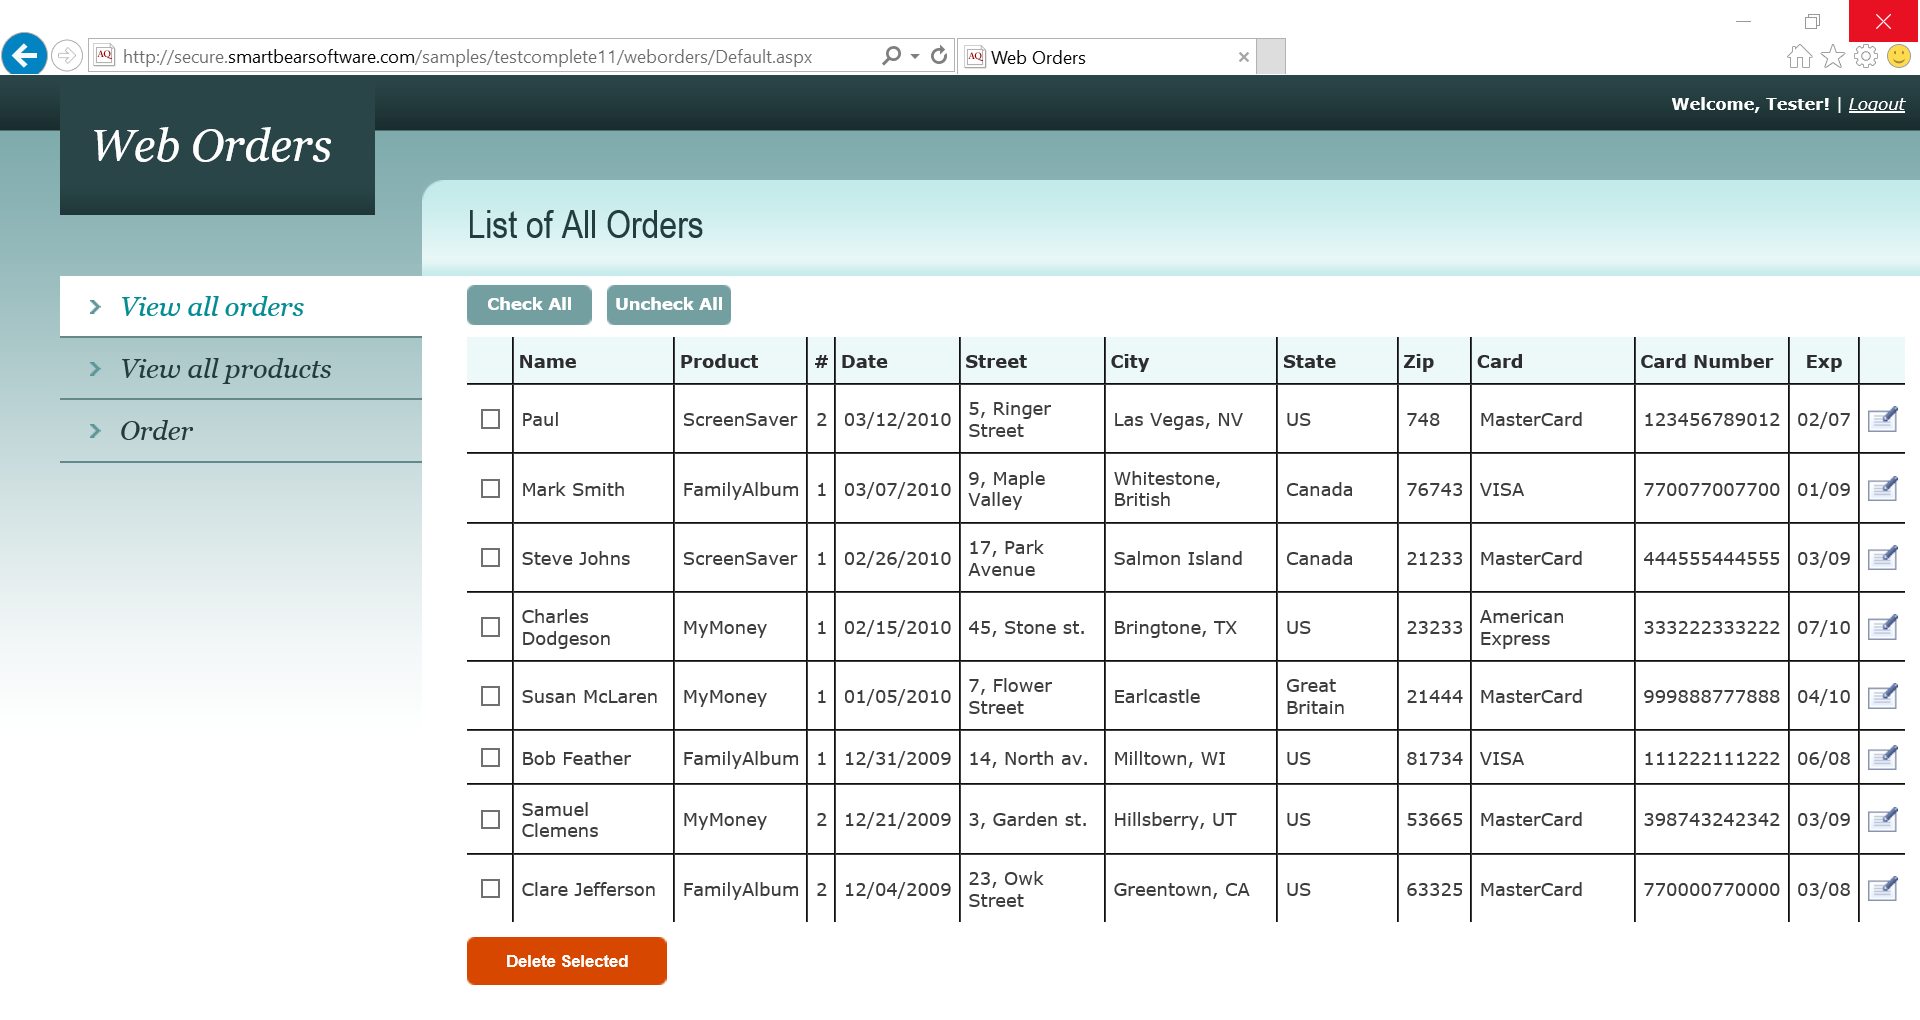 http://secure.smartbearsoftware.com/samples/testcomplete11/weborders/Default.aspx
AQ Web Orders
Welcome, Tester! | Logout
Web Orders
List of All Orders
View all orders
View all products
Order
Check All Uncheck All
Name Product # Date Street City State Zip Card Card Number Exp
Paul ScreenSaver 2 03/12/2010 5, Ringer Street Las Vegas, NV US 748 MasterCard 123456789012 02/07
Mark Smith FamilyAlbum 1 03/07/2010 9, Maple Valley Whitestone, British Canada 76743 VISA 770077007700 01/09
Steve Johns ScreenSaver 1 02/26/2010 17, Park Avenue Salmon Island Canada 21233 MasterCard 444555444555 03/09
Charles Dodgeson MyMoney 1 02/15/2010 45, Stone st. Bringtone, TX US 23233 American Express 333222333222 07/10
Susan McLaren MyMoney 1 01/05/2010 7, Flower Street Earlcastle Great Britain 21444 MasterCard 999888777888 04/10
Bob Feather FamilyAlbum 1 12/31/2009 14, North av. Milltown, WI US 81734 VISA 111222111222 06/08
Samuel Clemens MyMoney 2 12/21/2009 3, Garden st. Hillsberry, UT US 53665 MasterCard 398743242342 03/09
Clare Jefferson FamilyAlbum 2 12/04/2009 23, Owk Street Greentown, CA US 63325 MasterCard 770000770000 03/08
Delete Selected